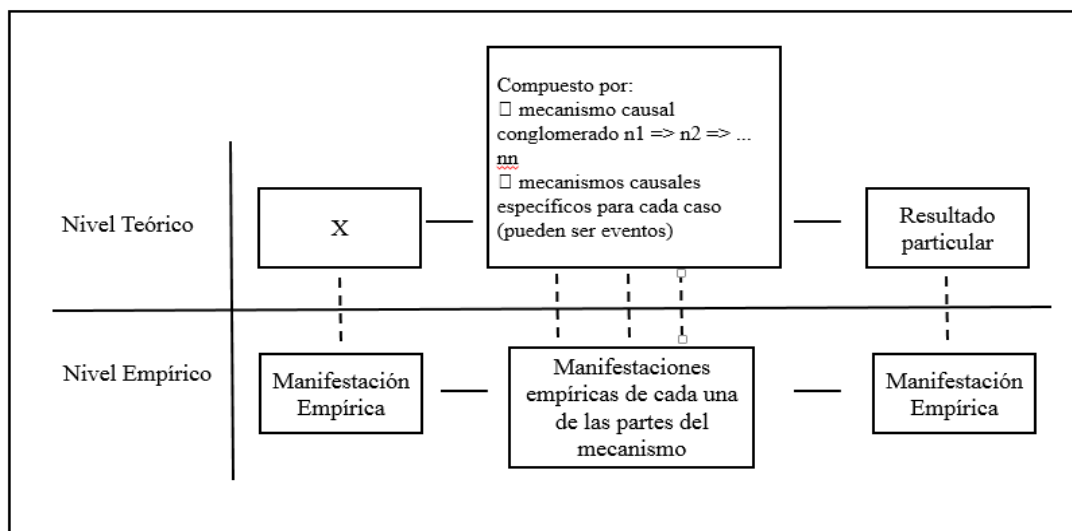 Compuesto por:
□ mecanismo causal
conglomerado n1 => n2 => ...
nn
□ mecanismos causales
específicos para cada caso
(pueden ser eventos)
Nivel Teórico
X
Resultado
particular
Nivel Empírico
Manifestación
Empírica
Manifestaciones
empíricas de cada una
de las partes del
mecanismo
Manifestación
Empírica